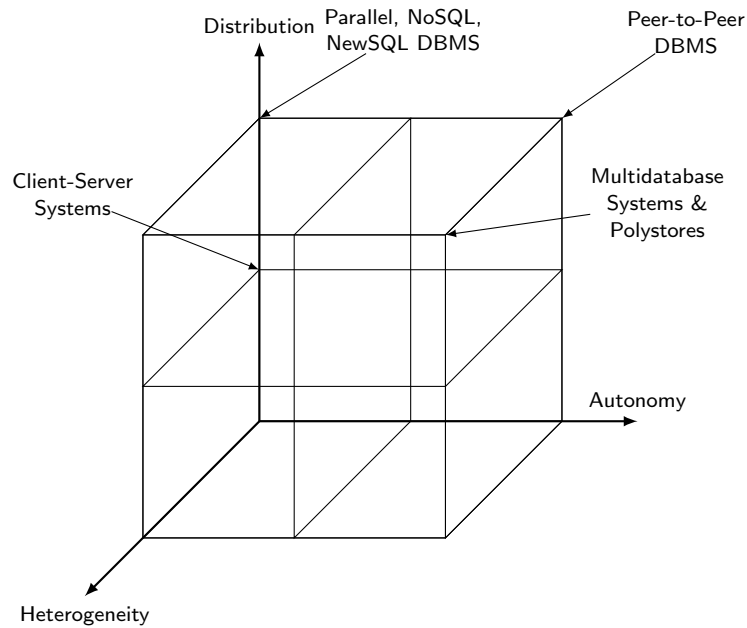 Distribution
Parallel, NoSQL,
NewSQL DBMS
Peer-to-Peer
DBMS
Client-Server
Systems
Multidatabase
Systems &
Polystores
Autonomy
Heterogeneity